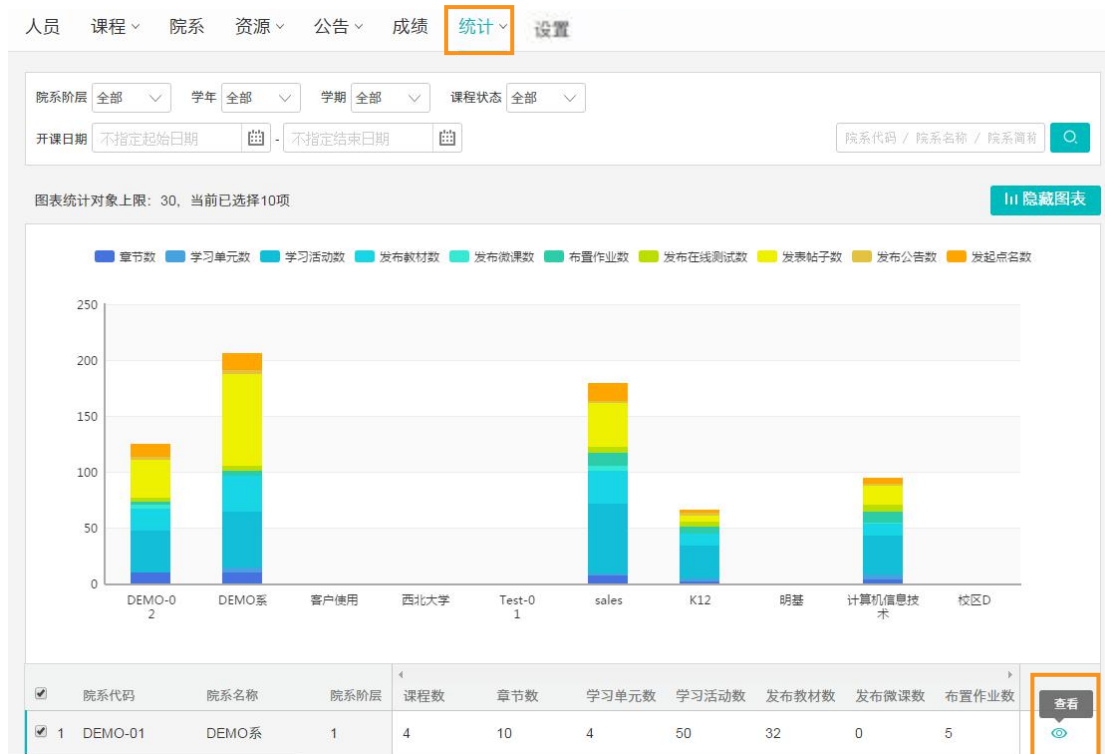 人员 课程 院系 资源 公告 成绩 统计 设置
院系阶层 全部 学年 全部 学期 全部 课程状态 全部
开课日期 不指定起始日期 - 不指定结束日期 院系代码 / 院系名称 / 院系简称
图表统计对象上限：30，当前已选择10项 隐藏图表
章节数 学习单元数 学习活动数 发布教材数 发布微课数 布置作业数 发布在线测试数 发表帖子数 发布公告数 发起点名数
250
200
150
100
50
0
DEMO-0 DEMO系 客户使用 西北大学 Test-0 sales K12 明基 计算机信息技 校区D
2 1 术
院系代码 院系名称 院系阶层 课程数 章节数 学习单元数 学习活动数 发布教材数 发布微课数 布置作业数 查看
1 DEMO-01 DEMO系 1 4 10 4 50 32 0 5